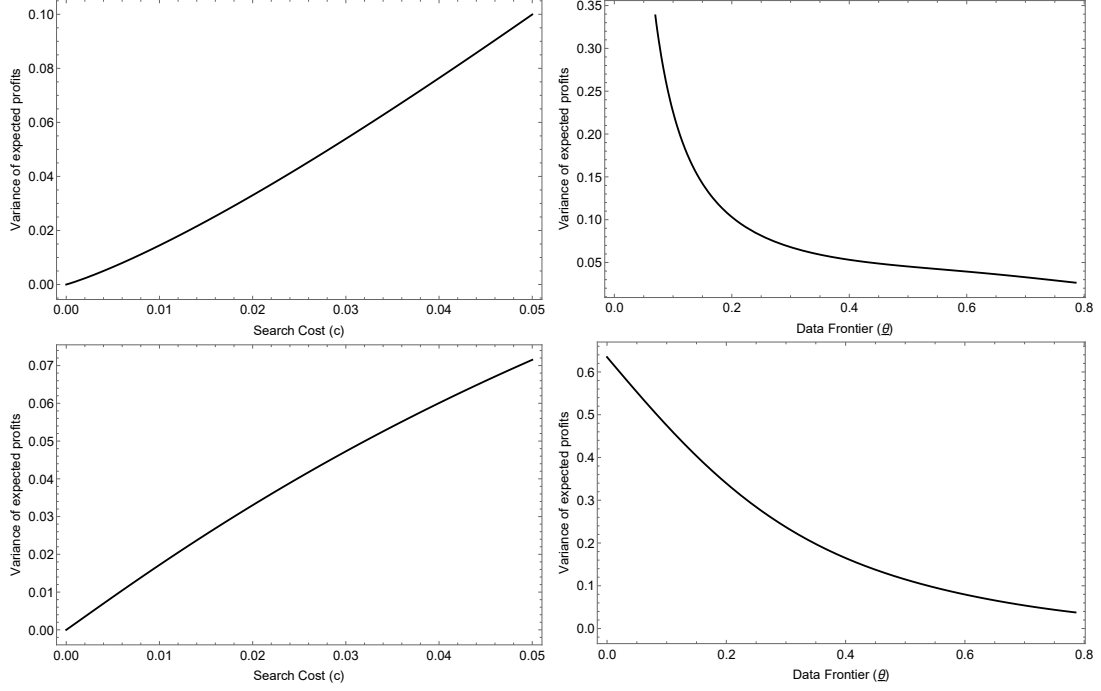 0.10
0.08
0.06
0.04
0.02
0.00
Variance of expected profits
0.00 0.01 0.02 0.03 0.04 0.05
Search Cost (c)
0.35
0.30
0.25
0.20
0.15
0.10
0.05
Variance of expected profits
0.0 0.2 0.4 0.6 0.8
Data Frontier (θ)
0.07
0.06
0.05
0.04
0.03
0.02
0.01
0.00
Variance of expected profits
0.00 0.01 0.02 0.03 0.04 0.05
Search Cost (c)
0.6
0.5
0.4
0.3
0.2
0.1
0.0
Variance of expected profits
0.0 0.2 0.4 0.6 0.8
Data Frontier (θ)